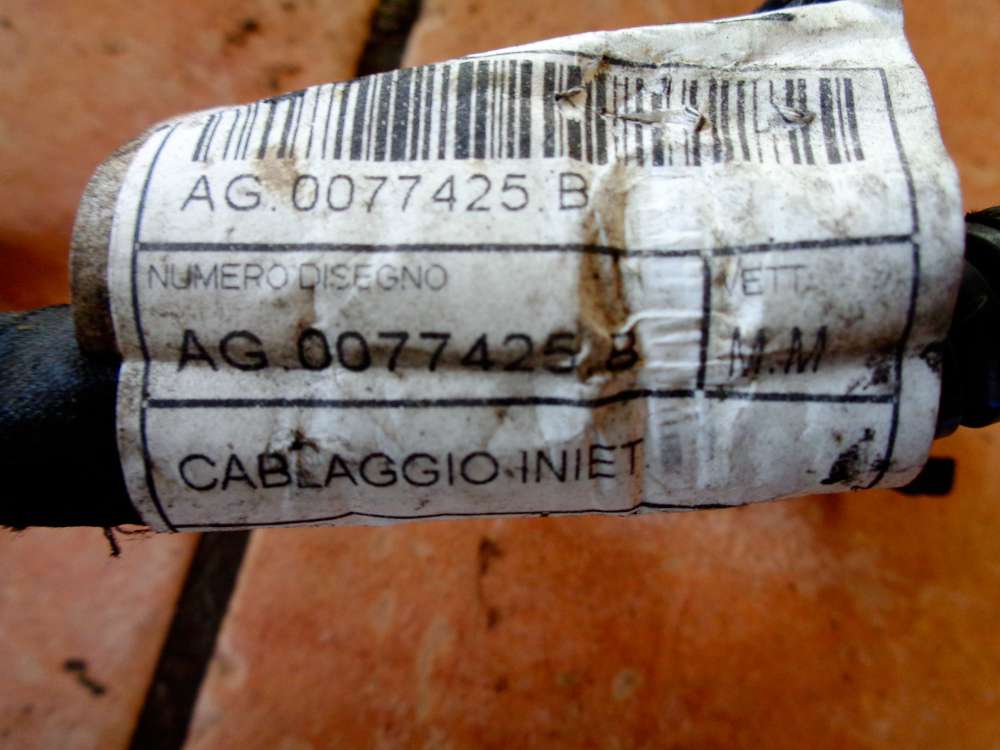 AG.0077425.B
NUMERO DISEGNO
VETT.
AG.0077425.B
M.M
CABLAGGIO INIET